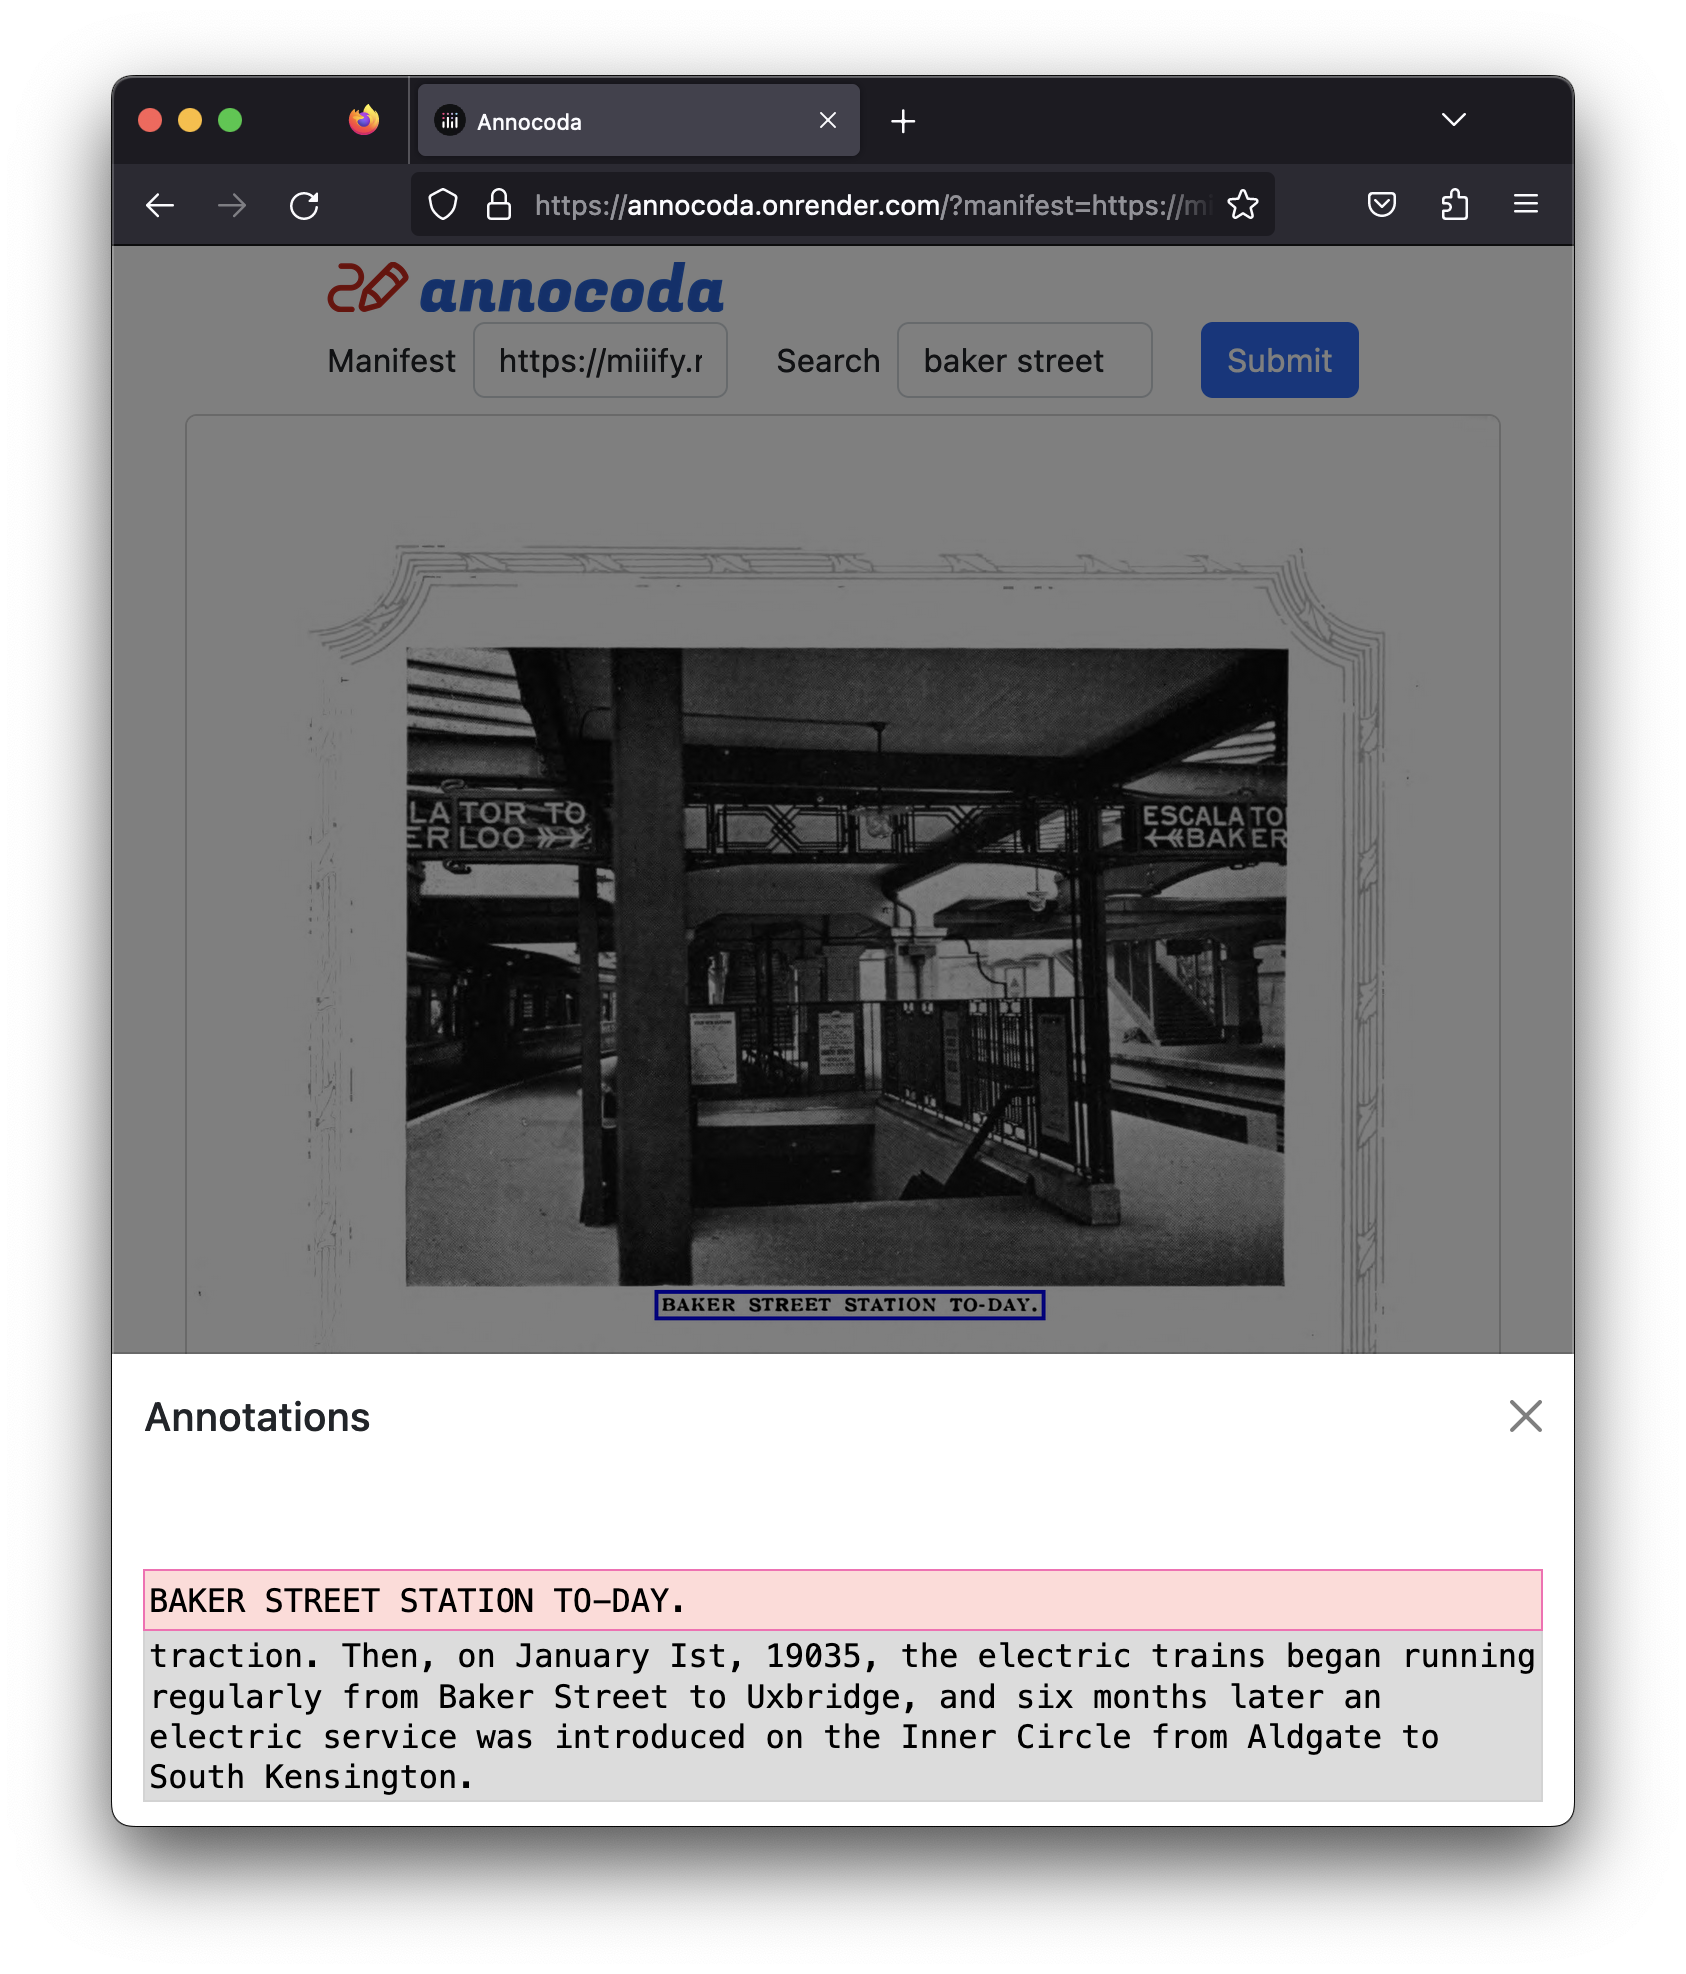 Annocoda
https://annocoda.onrender.com/?manifest=https://mi
annocoda
Manifest https://miiify.r Search baker street Submit
LA TOR TO
ER LOO
ESCALA TO
BAKER
BAKER STREET STATION TO-DAY.
Annotations
BAKER STREET STATION TO-DAY.
traction. Then, on January Ist, 19035, the electric trains began running
regularly from Baker Street to Uxbridge, and six months later an
electric service was introduced on the Inner Circle from Aldgate to
South Kensington.